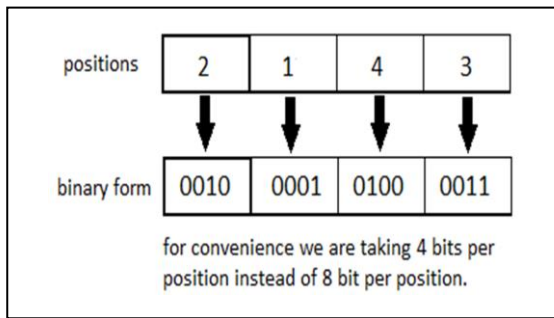 positions 2 1 4 3
binary form 0010 0001 0100 0011
for convenience we are taking 4 bits per
position instead of 8 bit per position.